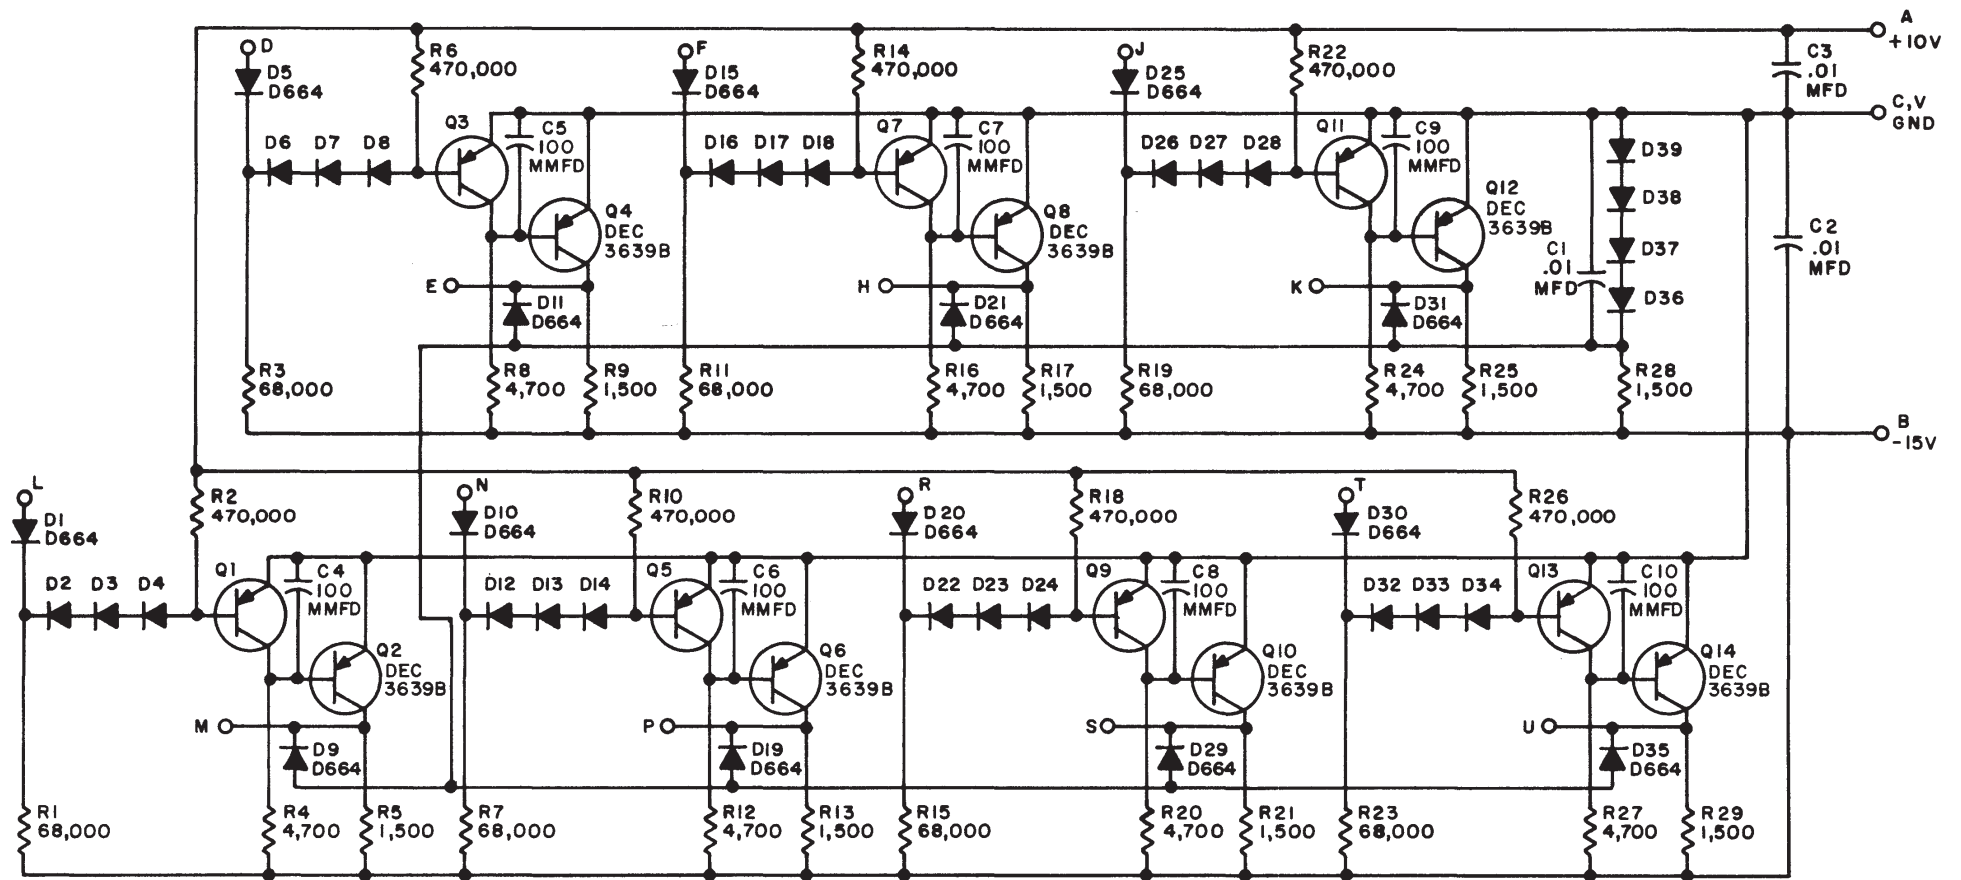 A
+10V
D
R6
470,000
F
R14
470,000
J
R22
470,000
C3
.01
MFD
D5
D664
D15
D664
D25
D664
C,V
GND
D6 D7 D8
Q3
C5
100
MMFD
D16 D17 D18
Q7
C7
100
MMFD
D26 D27 D28
Q11
C9
100
MMFD
D39
D38
D37
D36
Q4
DEC
3639B
Q8
DEC
3639B
Q12
DEC
3639B
C1
.01
MFD
C2
.01
MFD
E
D11
D664
H
D21
D664
K
D31
D664
R3
68,000
R8
4,700
R9
1,500
R11
68,000
R16
4,700
R17
1,500
R19
68,000
R24
4,700
R25
1,500
R28
1,500
B
-15V
L
R2
470,000
N
R10
470,000
R
R18
470,000
T
R26
470,000
D1
D664
D10
D664
D20
D664
D30
D664
D2 D3 D4
Q1
C4
100
MMFD
D12 D13 D14
Q5
C6
100
MMFD
D22 D23 D24
Q9
C8
100
MMFD
D32 D33 D34
Q13
C10
100
MMFD
Q2
DEC
3639B
Q6
DEC
3639B
Q10
DEC
3639B
Q14
DEC
3639B
M
D9
D664
P
D19
D664
S
D29
D664
U
D35
D664
R1
68,000
R4
4,700
R5
1,500
R7
68,000
R12
4,700
R13
1,500
R15
68,000
R20
4,700
R21
1,500
R23
68,000
R27
4,700
R29
1,500